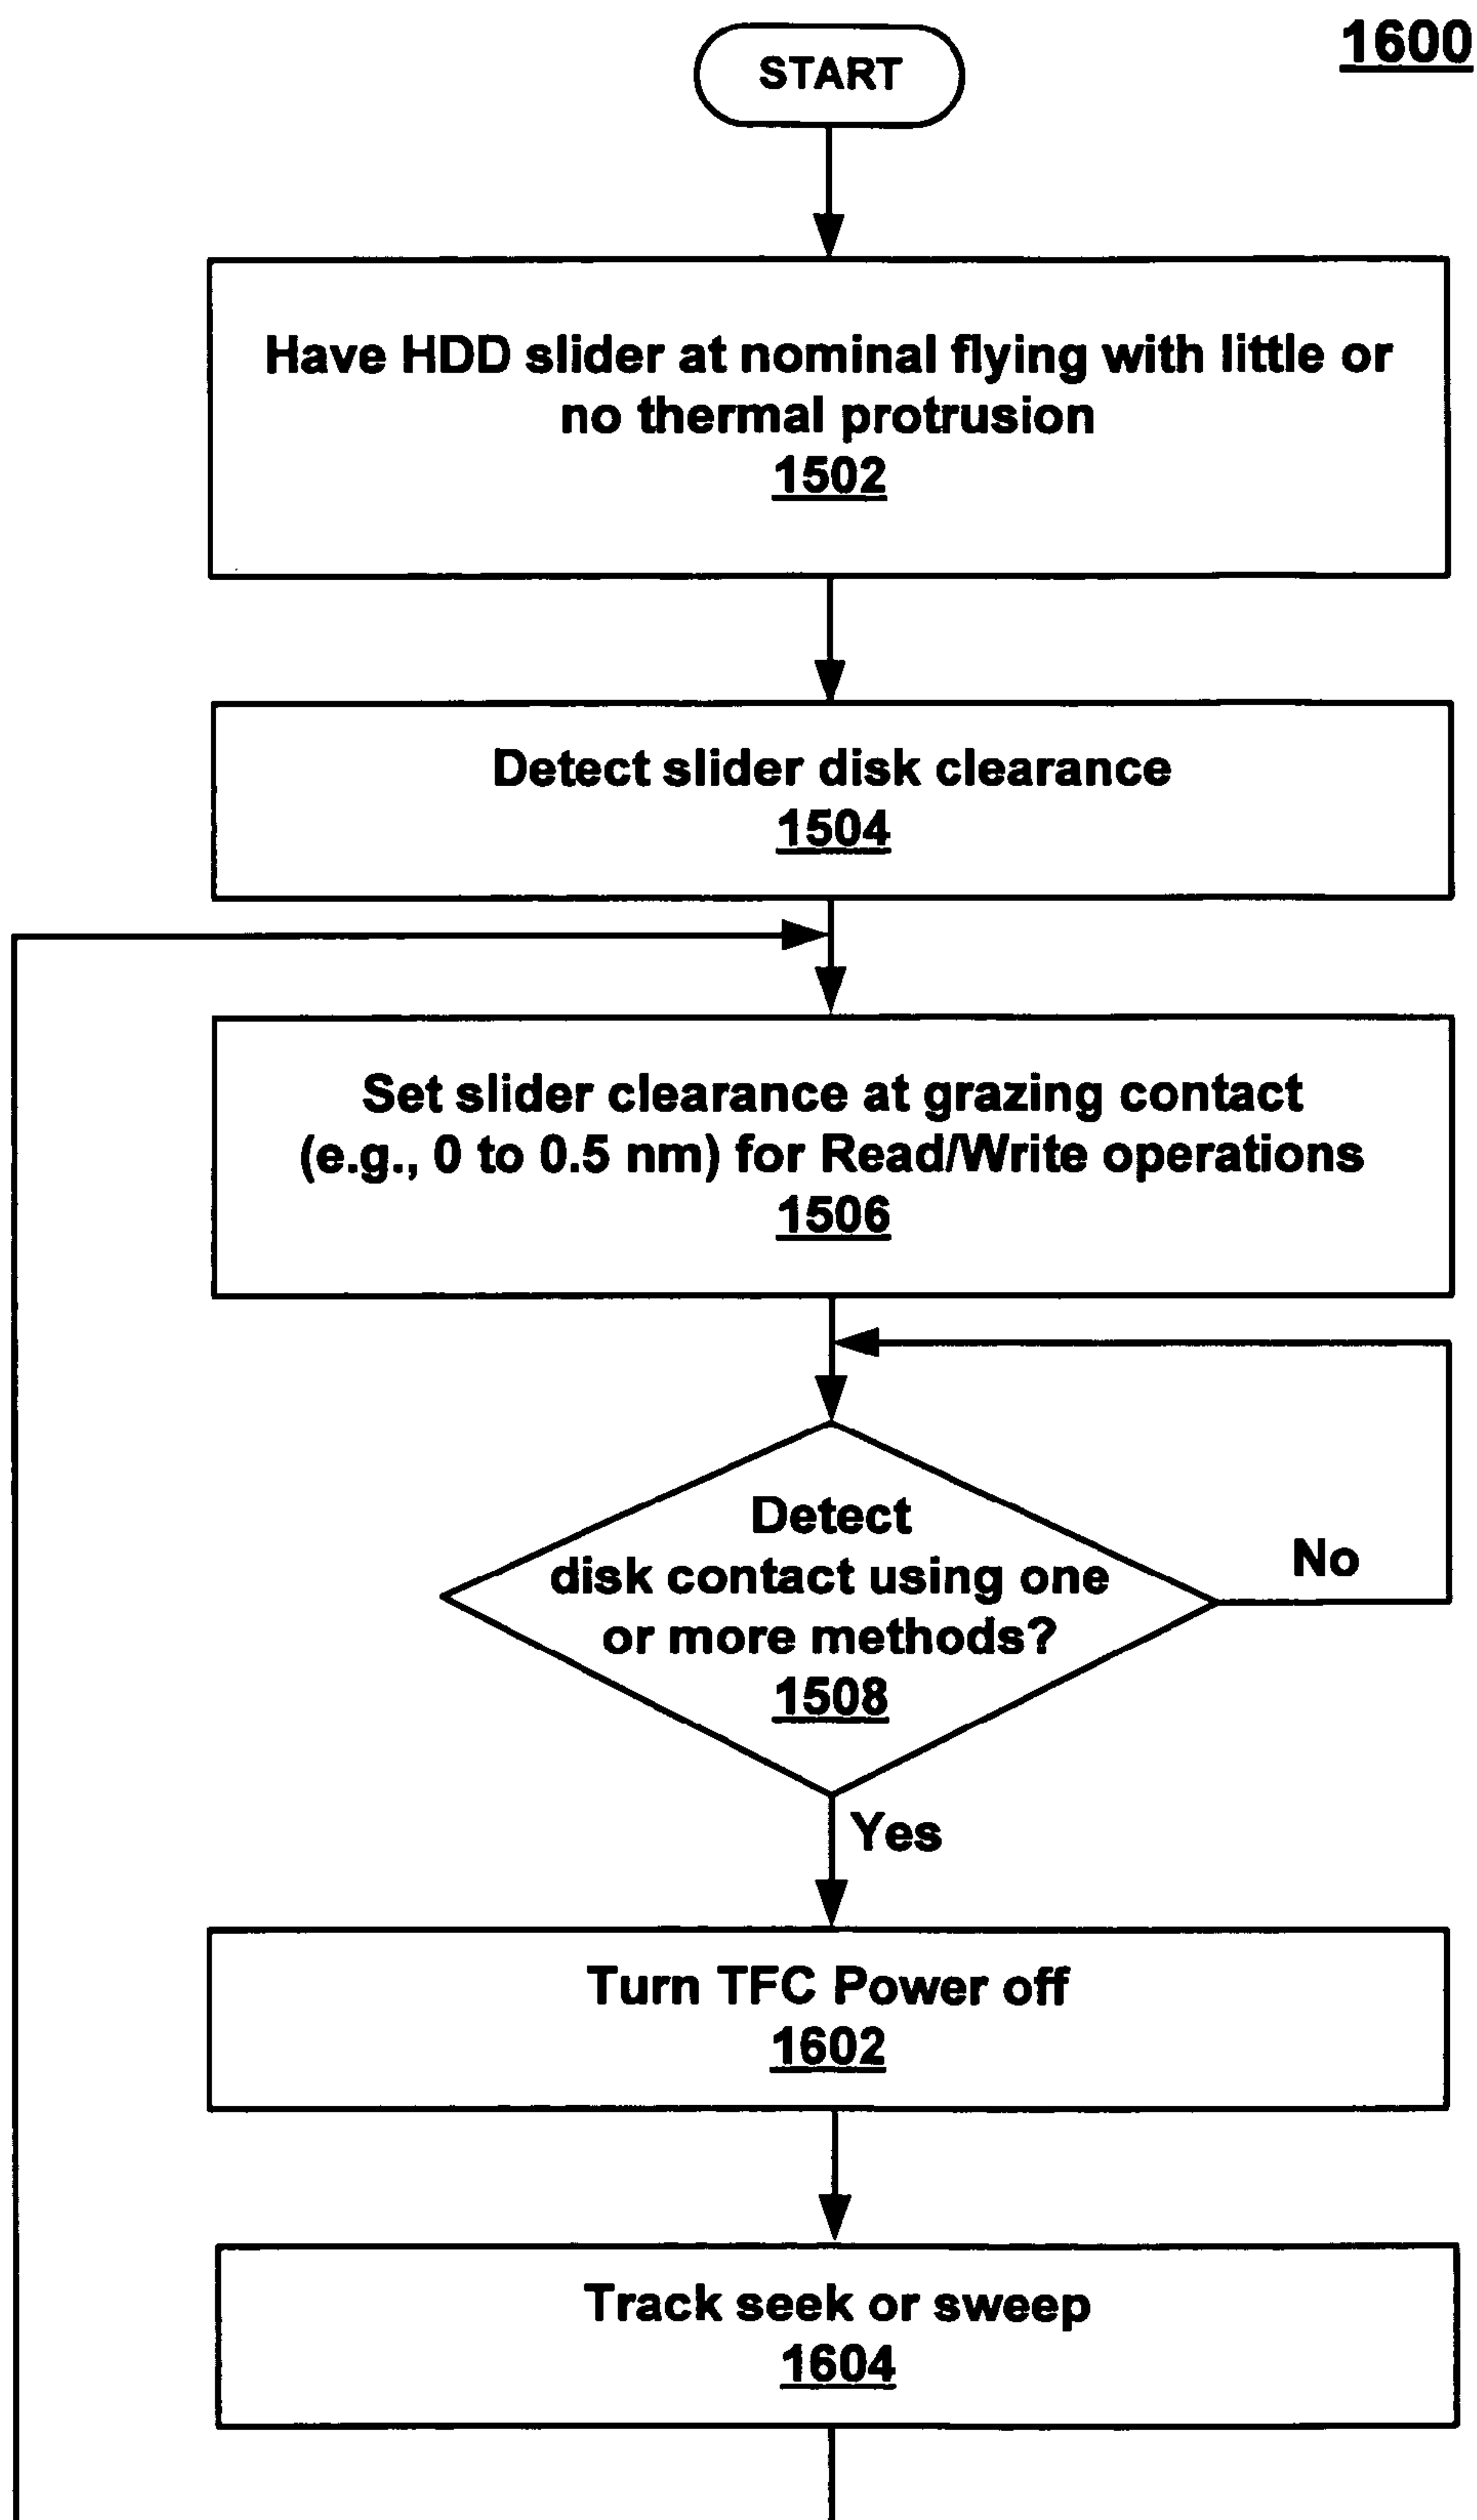 1600
START
Have HDD slider at nominal flying with little or
no thermal protrusion
1502
Detect slider disk clearance
1504
Set slider clearance at grazing contact
(e.g., 0 to 0.5 nm) for Read/Write operations
1506
Detect
disk contact using one
or more methods?
1508
No
Yes
Turn TFC Power off
1602
Track seek or sweep
1604